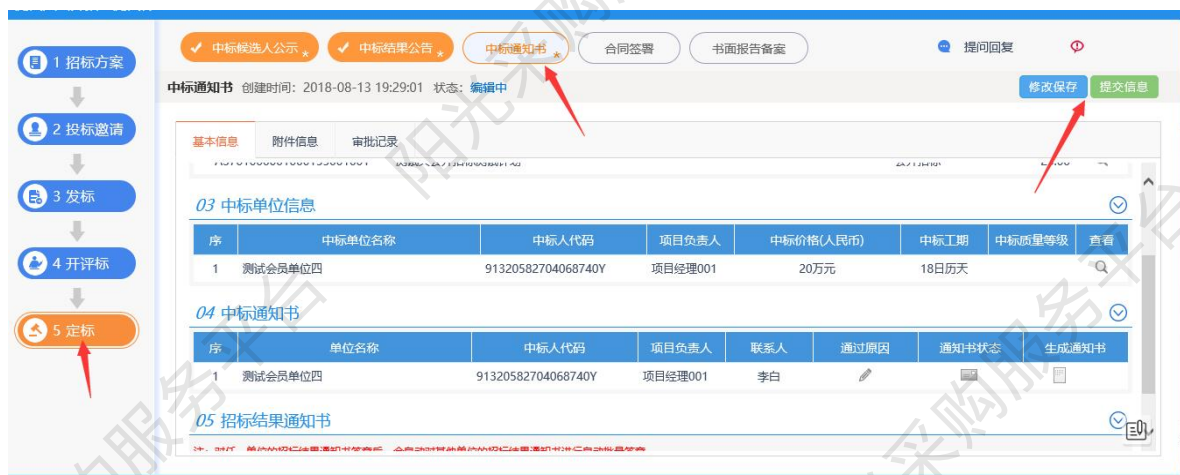 中标候选人公示 * 中标结果公告 * 中标通知书 * 合同签署 书面报告备案 提问回复
1 招标方案
中标通知书 创建时间：2018-08-13 19:29:01 状态：编辑中 修改保存 提交信息
2 投标邀请
基本信息 附件信息 审批记录
3 发标
03 中标单位信息
序 中标单位名称 中标人代码 项目负责人 中标价格(人民币) 中标工期 中标质量等级 查看
1 测试会员单位四 91320582704068740Y 项目经理001 20万元 18日历天
4 开评标
04 中标通知书
5 定标
序 单位名称 中标人代码 项目负责人 联系人 通过原因 通知书状态 生成通知书
1 测试会员单位四 91320582704068740Y 项目经理001 李白
05 招标结果通知书
阳光采购服务平台